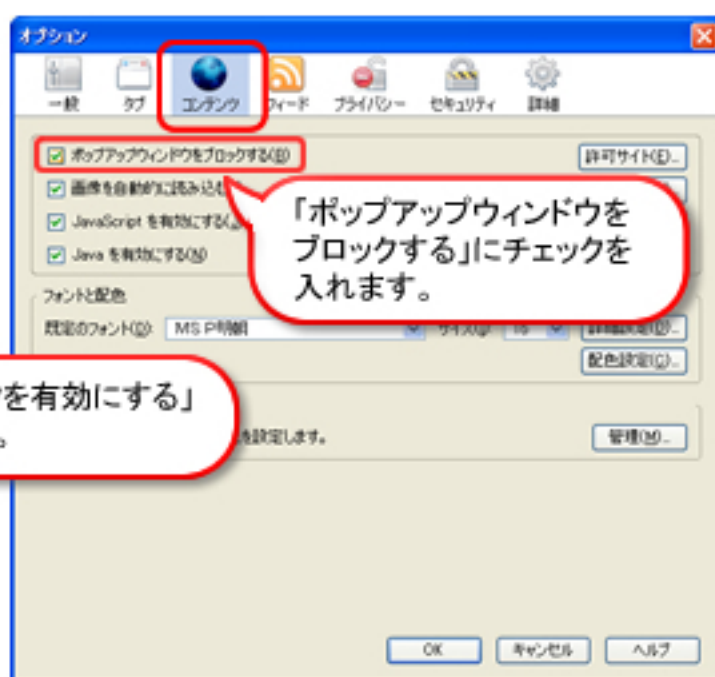 オプション
一般 タブ コンテンツ フィード プライバシー セキュリティ 詳細
ポップアップウィンドウをブロックする(B) 許可サイト(E)...
画像を自動的に読み込む
JavaScript を有効にする(
Java を有効にする(N)
「ポップアップウィンドウを
ブロックする」にチェックを
入れます。
フォントと配色
既定のフォント(D): MS P明朝 サイズ 16
配色設定(C)...
を有効にする」
。
を設定します。 管理(M)...
OK キャンセル ヘルプ